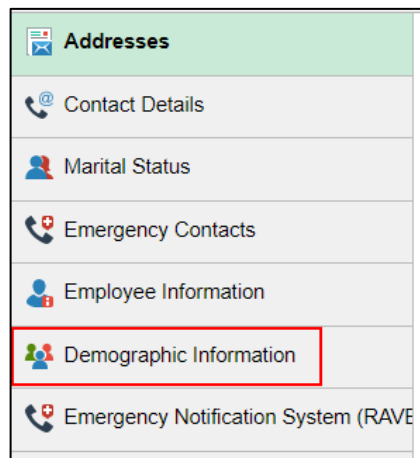 Addresses
Contact Details
Marital Status
Emergency Contacts
Employee Information
Demographic Information
Emergency Notification System (RAVE